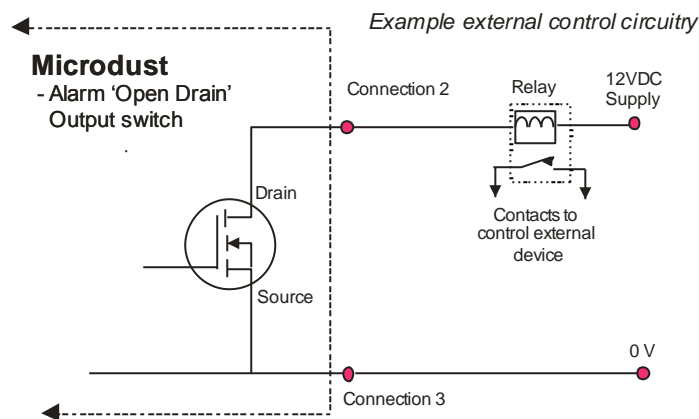 Example external control circuitry
Microdust
- Alarm 'Open Drain'
Output switch
Connection 2
Relay
12VDC
Supply
Drain
Contacts to
control external
device
Source
0 V
Connection 3